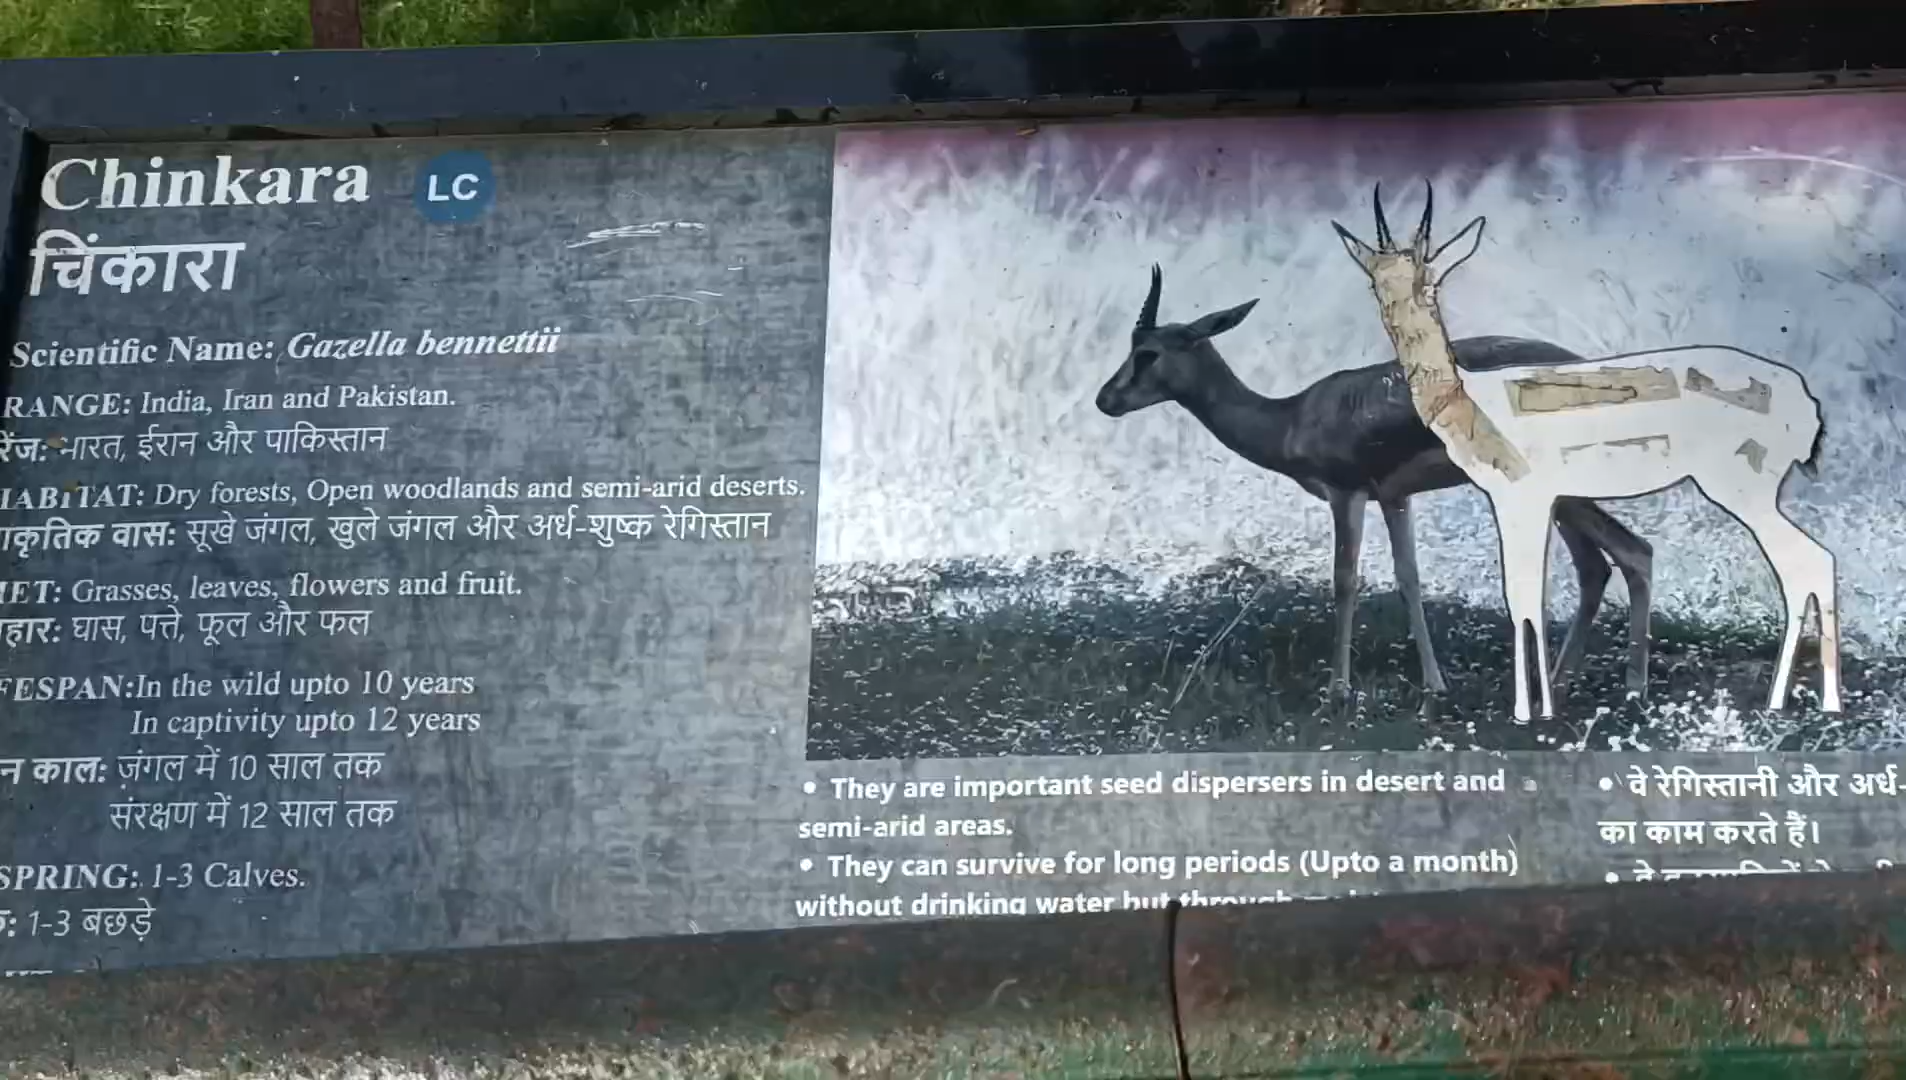 Chinkara LC
चिंकारा
Scientific Name: Gazella bennettii
RANGE: India, Iran and Pakistan.
रेंज: भारत, ईरान और पाकिस्तान
HABITAT: Dry forests, Open woodlands and semi-arid deserts.
ाकृतिक वास: सूखे जंगल, खुले जंगल और अर्ध-शुष्क रेगिस्तान
IET: Grasses, leaves, flowers and fruit.
हार: घास, पत्ते, फूल और फल
FESPAN:In the wild upto 10 years
In captivity upto 12 years
न काल: ज़ंगल में 10 साल तक
संरक्षण में 12 साल तक
SPRING: 1-3 Calves.
1-3 बछड़े
• They are important seed dispersers in desert and
semi-arid areas.
• They can survive for long periods (Upto a month)
without drinking water but through
• वे रेगिस्तानी और अर्ध-
का काम करते हैं।